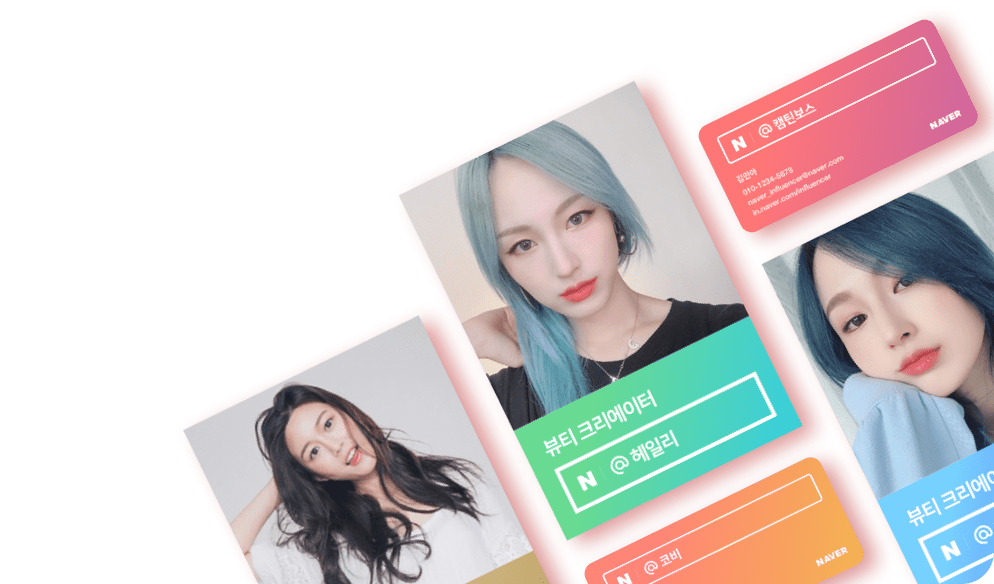 N @ 캠틴보스
김민아
010-1234-5678
naver_influencer@naver.com
in.naver.com/influencer
NAVER
뷰티 크리에이터
N @ 헤일리
N @ 코비
NAVER
뷰티 크리에이
N @